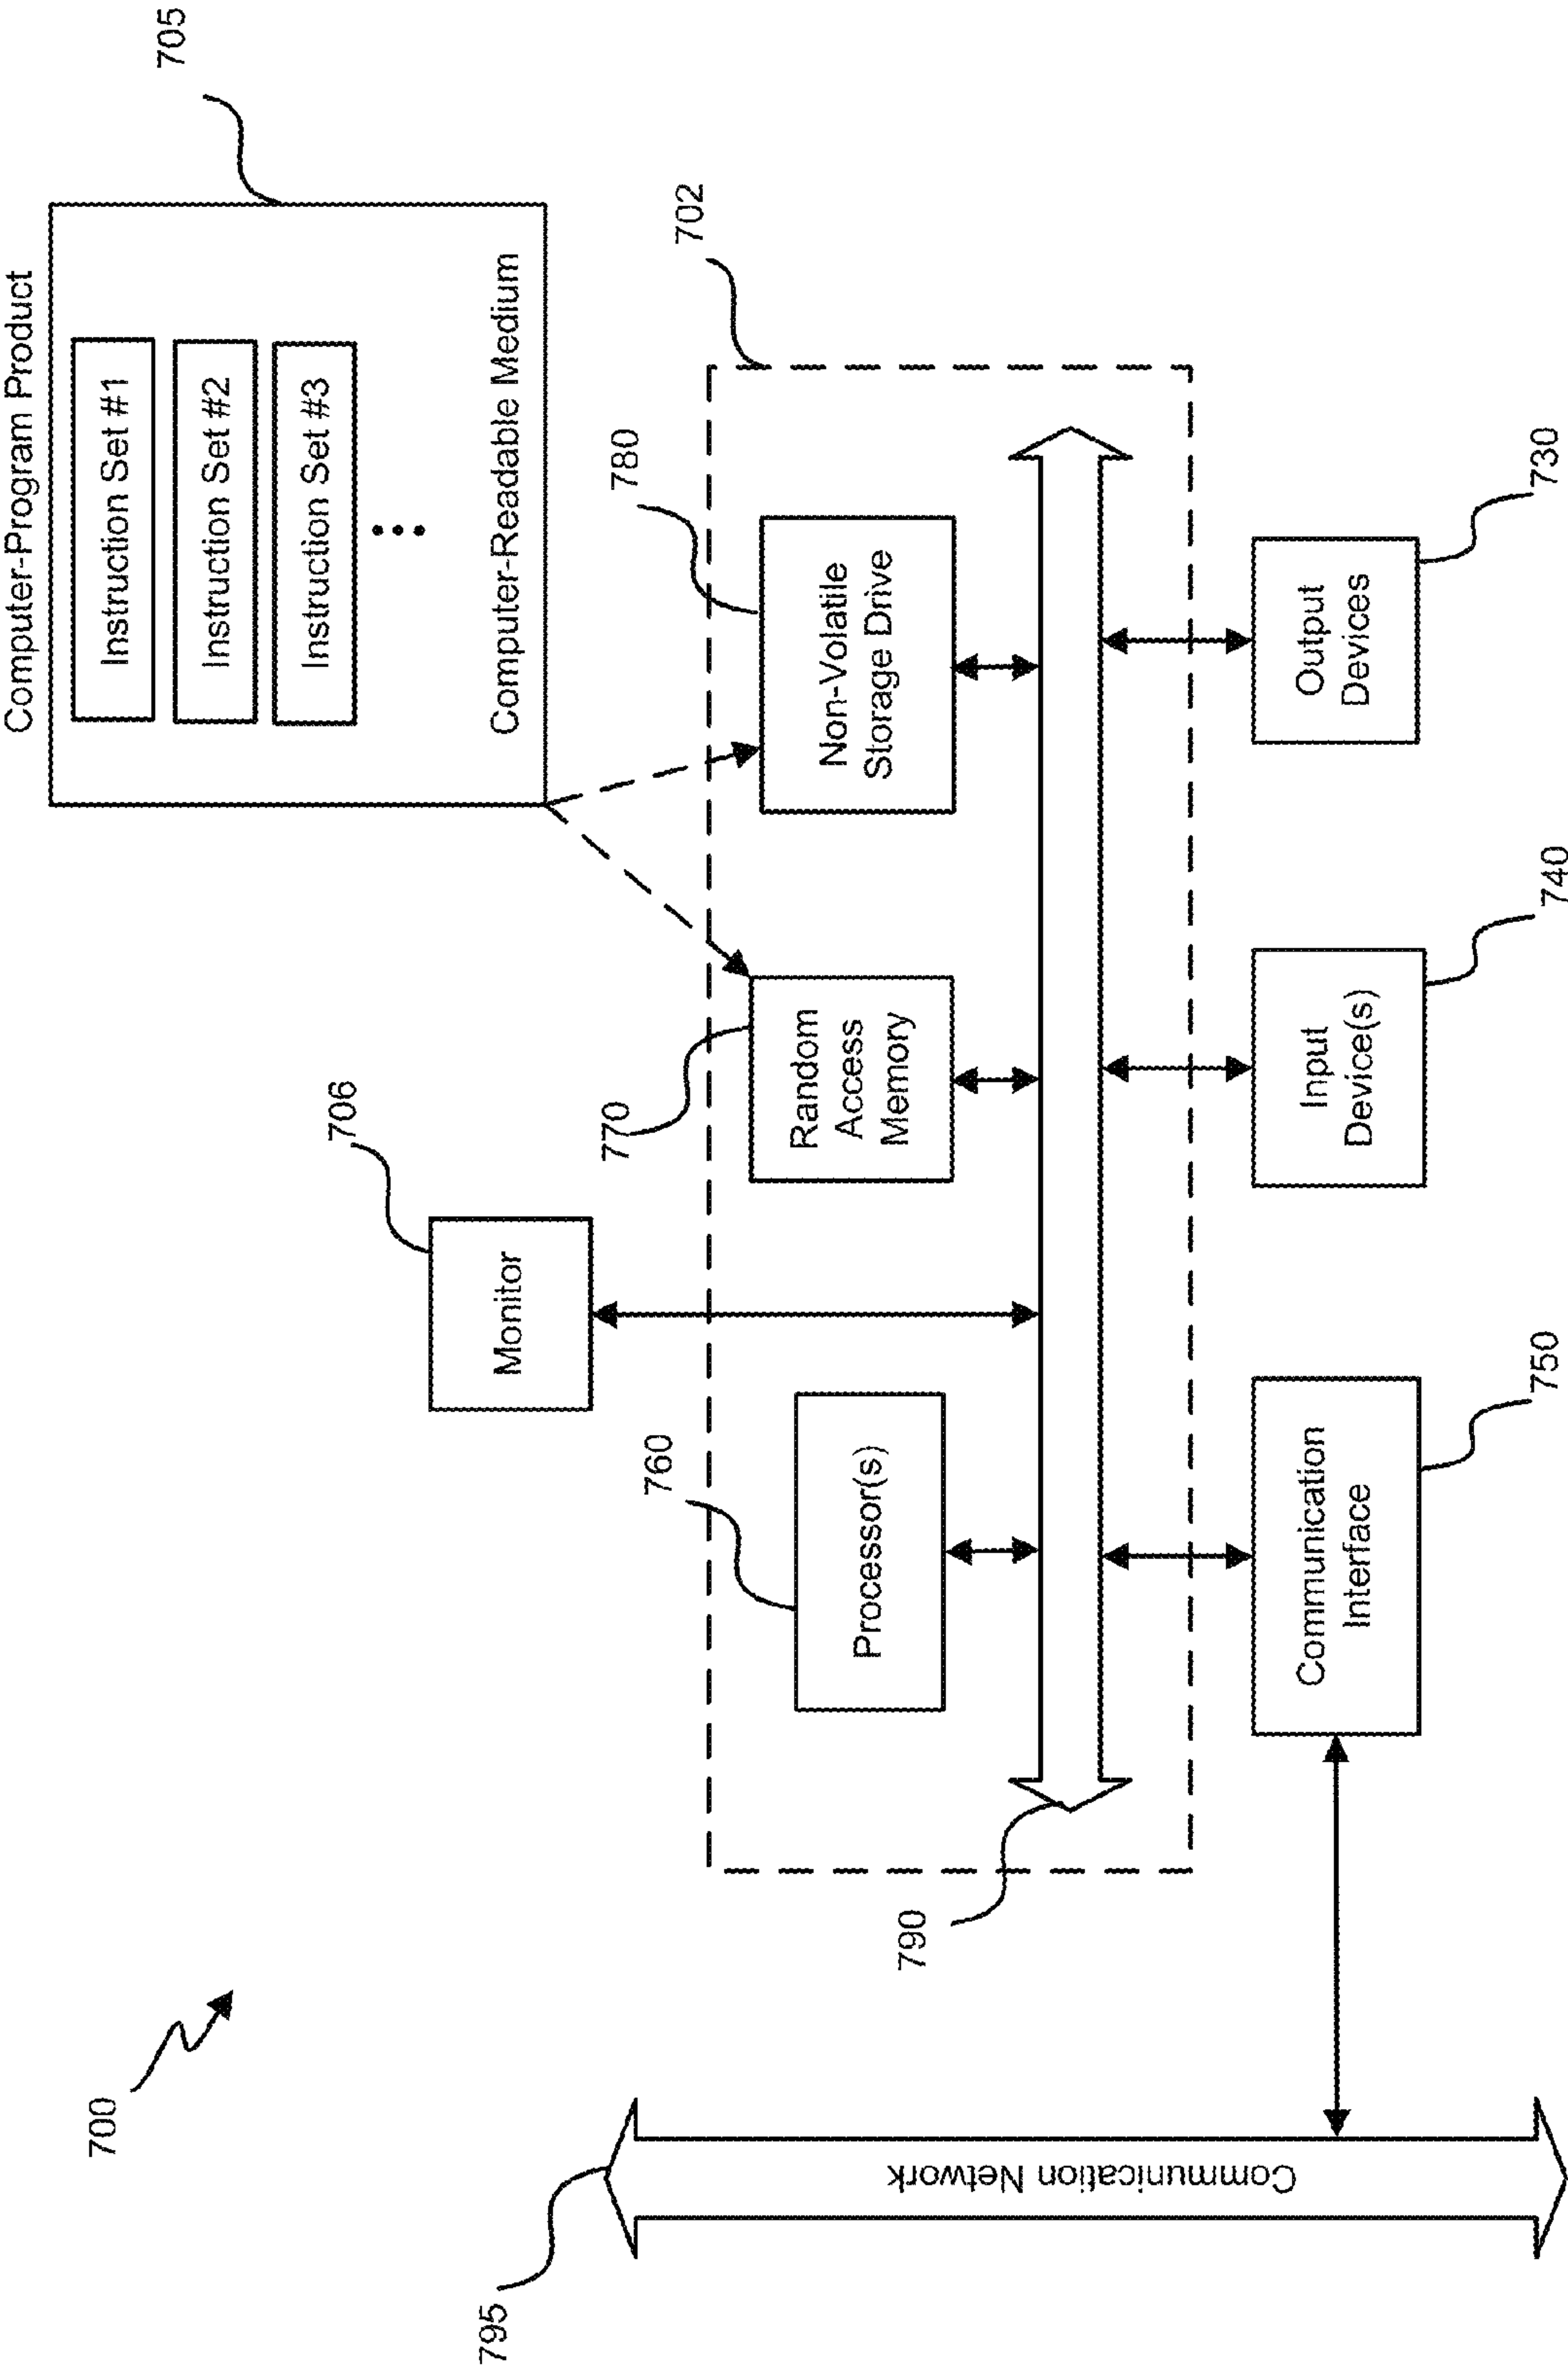 Computer-Program Product
705
Instruction Set #1
Instruction Set #2
Instruction Set #3
Computer-Readable Medium
700
706
Monitor
702
760
770
780
Processor(s)
Random
Access
Memory
Non-Volatile
Storage Drive
790
795
Communication Network
Communication
Interface
750
Input
Device(s)
740
Output
Devices
730